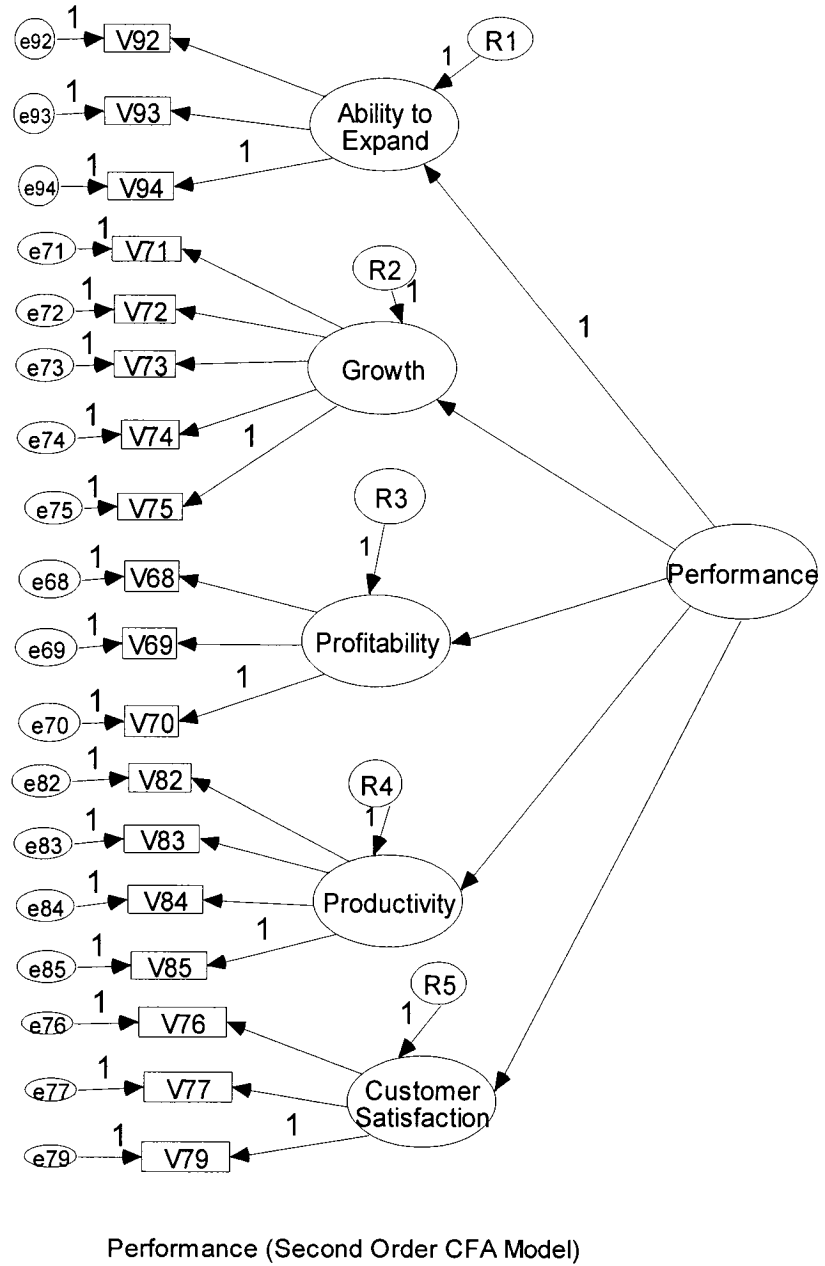 1
e92
V92
R1
1
1
e93
V93
Ability to
Expand
1
e94
V94
1
1
e71
V71
R2
1
1
e72
V72
1
e73
V73
Growth
1
1
e74
V74
1
1
e75
V75
R3
1
1
e68
V68
Performance
1
e69
V69
Profitability
1
1
e70
V70
1
e82
V82
R4
1
1
e83
V83
1
e84
V84
Productivity
1
1
e85
V85
R5
1
1
e76
V76
1
e77
V77
Customer
Satisfaction
1
1
e79
V79
Performance (Second Order CFA Model)